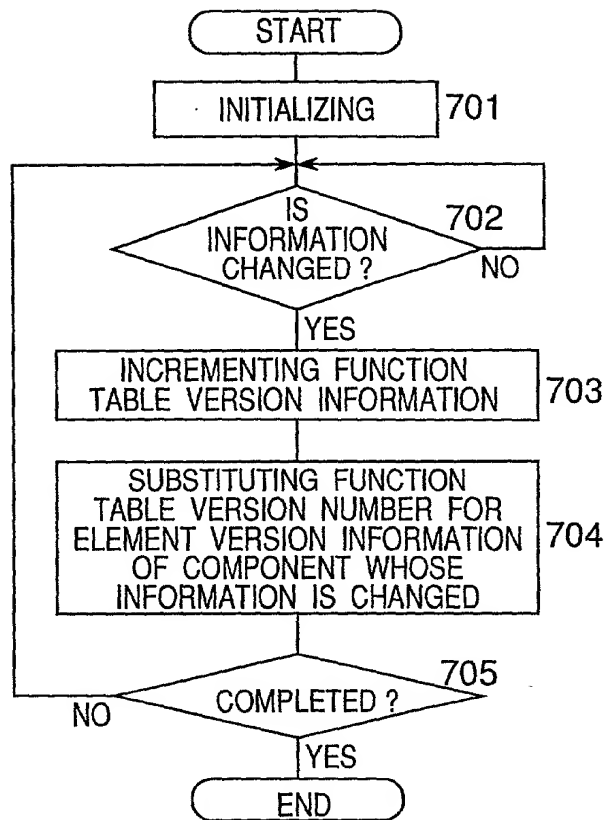 START
INITIALIZING
701
IS
INFORMATION
CHANGED ?
702
NO
YES
INCREMENTING FUNCTION
TABLE VERSION INFORMATION
703
SUBSTITUTING FUNCTION
TABLE VERSION NUMBER FOR
ELEMENT VERSION INFORMATION
OF COMPONENT WHOSE
INFORMATION IS CHANGED
704
COMPLETED ?
705
NO
YES
END